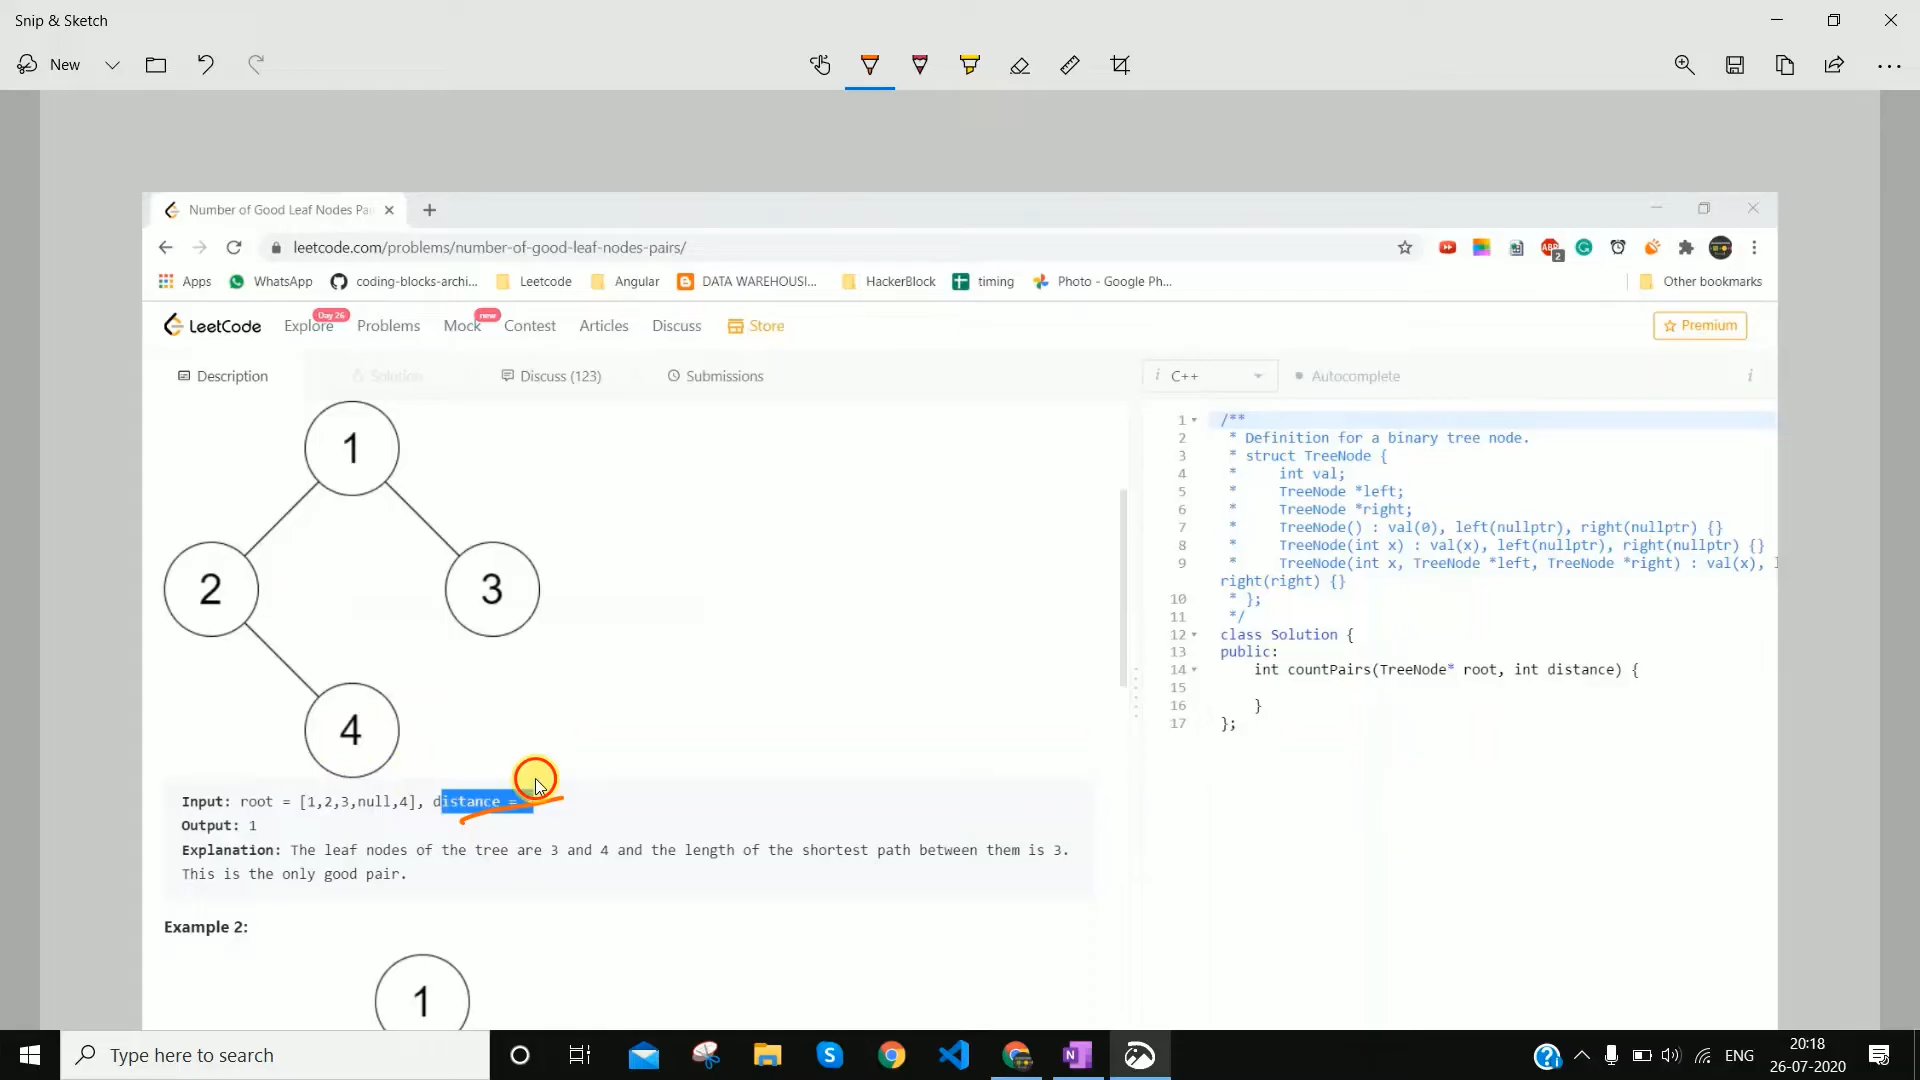 Snip & Sketch
New
Number of Good Leaf Nodes Pa
leetcode.com/problems/number-of-good-leaf-nodes-pairs/
Apps
WhatsApp
coding-blocks-archi...
Leetcode
Angular
DATA WAREHOUSI...
HackerBlock
timing
Photo - Google Ph...
Other bookmarks
LeetCode
Explore
Day 26
Problems
Mock
new
Contest
Articles
Discuss
Store
Premium
Description
Solution
Discuss (123)
Submissions
i C++
Autocomplete
i
1
2
3
4
Input: root = [1,2,3,null,4], distance =
Output: 1
Explanation: The leaf nodes of the tree are 3 and 4 and the length of the shortest path between them is 3.
This is the only good pair.
Example 2:
1
1 /**
2 * Definition for a binary tree node.
3 * struct TreeNode {
4 * int val;
5 * TreeNode *left;
6 * TreeNode *right;
7 * TreeNode() : val(0), left(nullptr), right(nullptr) {}
8 * TreeNode(int x) : val(x), left(nullptr), right(nullptr) {}
9 * TreeNode(int x, TreeNode *left, TreeNode *right) : val(x),
right(right) {}
10 * };
11 */
12 class Solution {
13 public:
14 int countPairs(TreeNode* root, int distance) {
15
16 }
17 };
Type here to search
ENG
20:18
26-07-2020